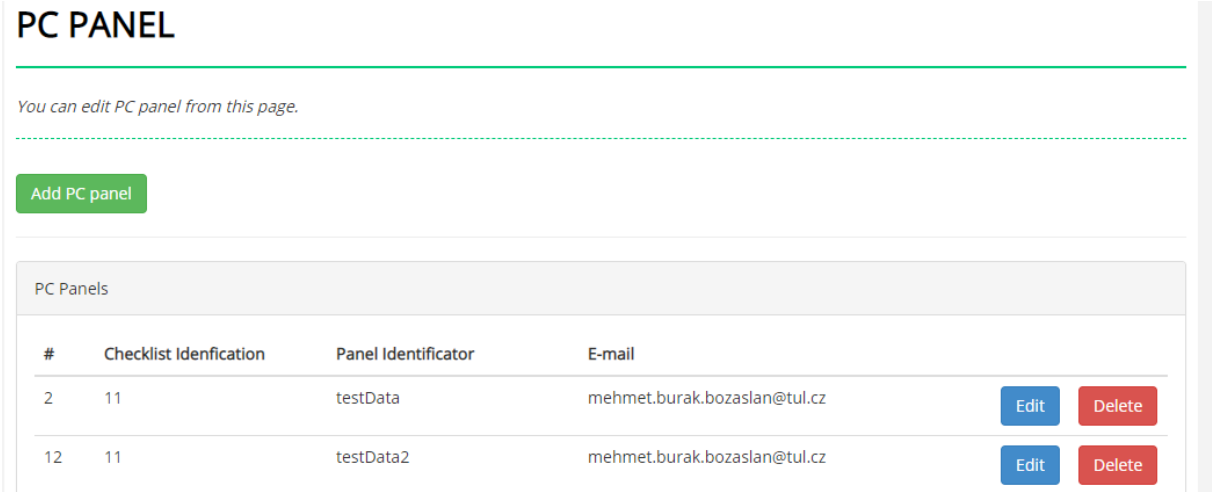 PC PANEL
You can edit PC panel from this page.
Add PC panel
PC Panels
# Checklist Idenfication Panel Identificator E-mail
2 11 testData mehmet.burak.bozaslan@tul.cz Edit Delete
12 11 testData2 mehmet.burak.bozaslan@tul.cz Edit Delete